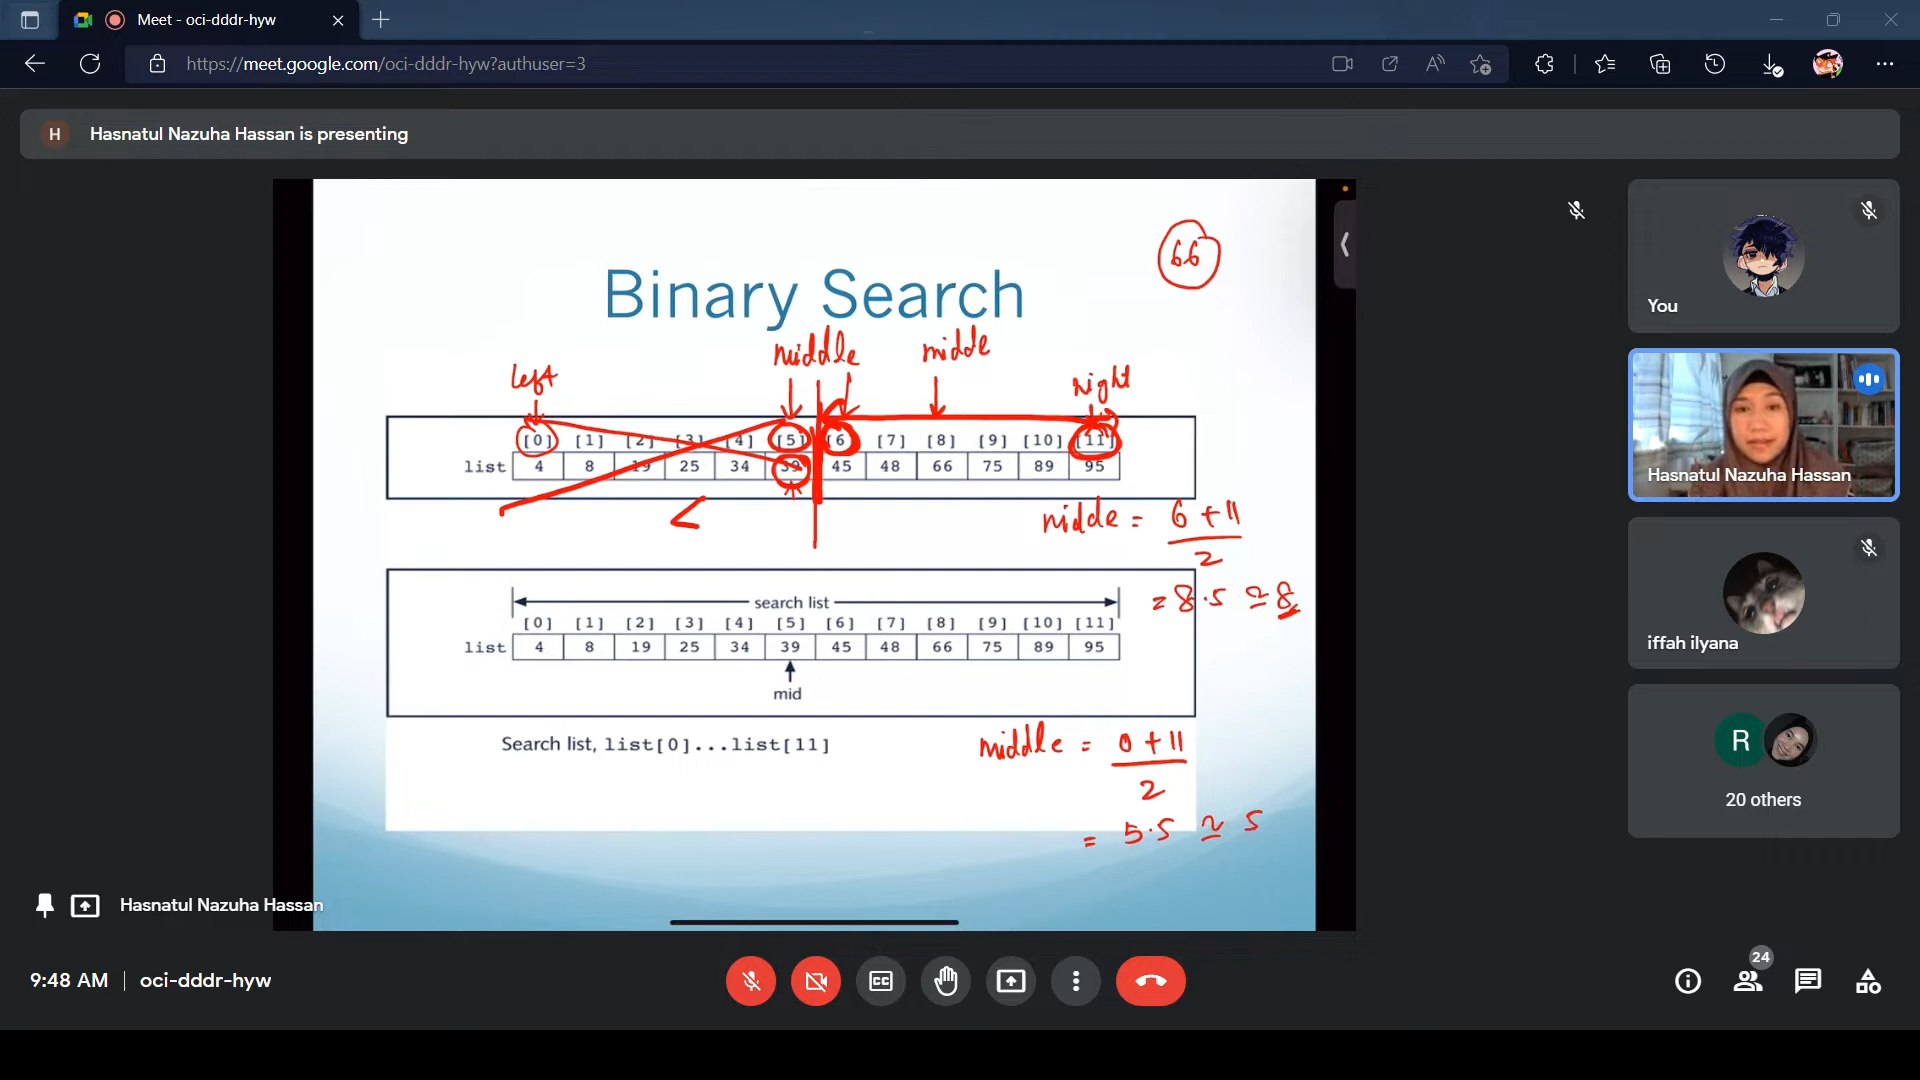 Meet - oci-dddr-hyw
https://meet.google.com/oci-dddr-hyw?authuser=3
H
Hasnatul Nazuha Hassan is presenting
66
Binary Search
middle
midde
left
right
[0] [1] [2] [3] [4] [5] [6] [7] [8] [9] [10] [11]
list 4 8 19 25 34 39 45 48 66 75 89 95
<
midde = 6 + 11
2
= 8.5 ≃ 8
search list
[0] [1] [2] [3] [4] [5] [6] [7] [8] [9] [10] [11]
list 4 8 19 25 34 39 45 48 66 75 89 95
mid
Search list, list[0]...list[11]
middle = 0 + 11
2
= 5.5 ≃ 5
You
Hasnatul Nazuha Hassan
iffah ilyana
R
20 others
Hasnatul Nazuha Hassan
9:48 AM | oci-dddr-hyw
CC
24